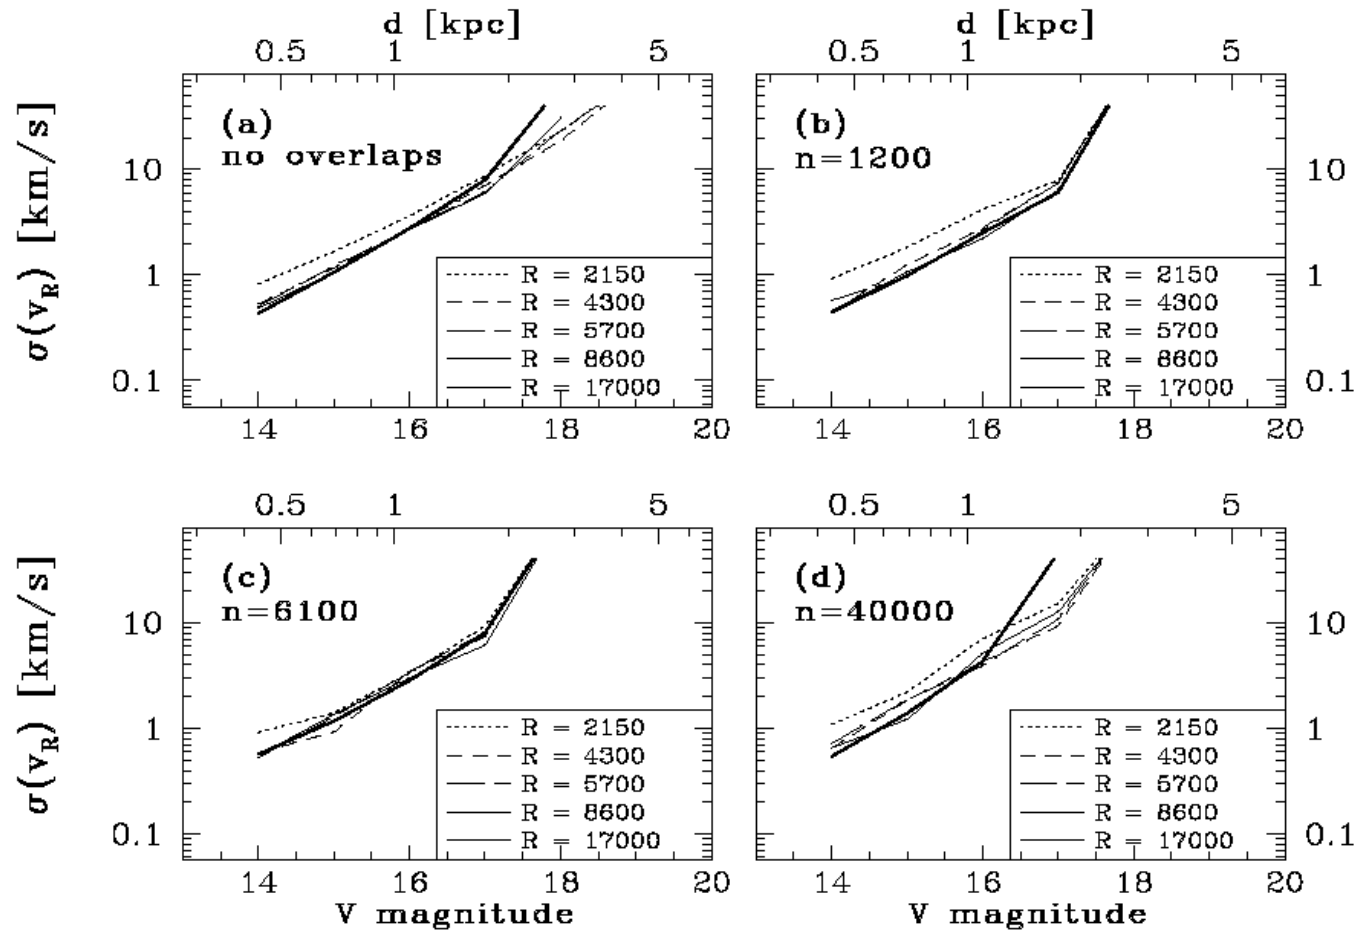 d [kpc]
0.5 1 5
(a)
no overlaps
σ(v_R) [km/s]
10
1
0.1
R = 2150
R = 4300
R = 5700
R = 8600
R = 17000
14 16 18 20
d [kpc]
0.5 1 5
(b)
n=1200
10
1
0.1
R = 2150
R = 4300
R = 5700
R = 8600
R = 17000
14 16 18 20
0.5 1 5
(c)
n=6100
σ(v_R) [km/s]
10
1
0.1
R = 2150
R = 4300
R = 5700
R = 8600
R = 17000
14 16 18 20
V magnitude
0.5 1 5
(d)
n=40000
10
1
0.1
R = 2150
R = 4300
R = 5700
R = 8600
R = 17000
14 16 18 20
V magnitude